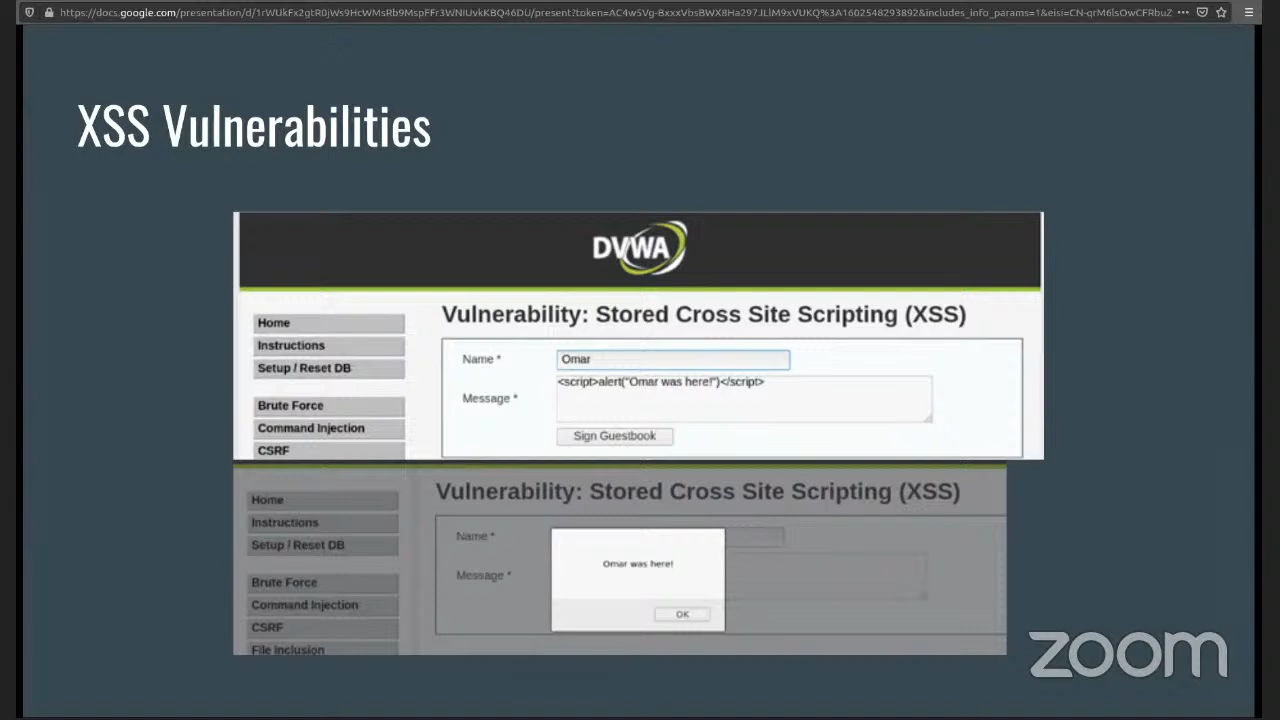 XSS Vulnerabilities
DVWA
Vulnerability: Stored Cross Site Scripting (XSS)
Home
Instructions
Setup / Reset DB
Brute Force
Command Injection
CSRF
Name *
Omar
Message *
<script>alert("Omar was here!")</script>
Sign Guestbook
Vulnerability: Stored Cross Site Scripting (XSS)
Home
Instructions
Setup / Reset DB
Brute Force
Command Injection
CSRF
File Inclusion
Name *
Message *
Omar was here!
OK
zoom